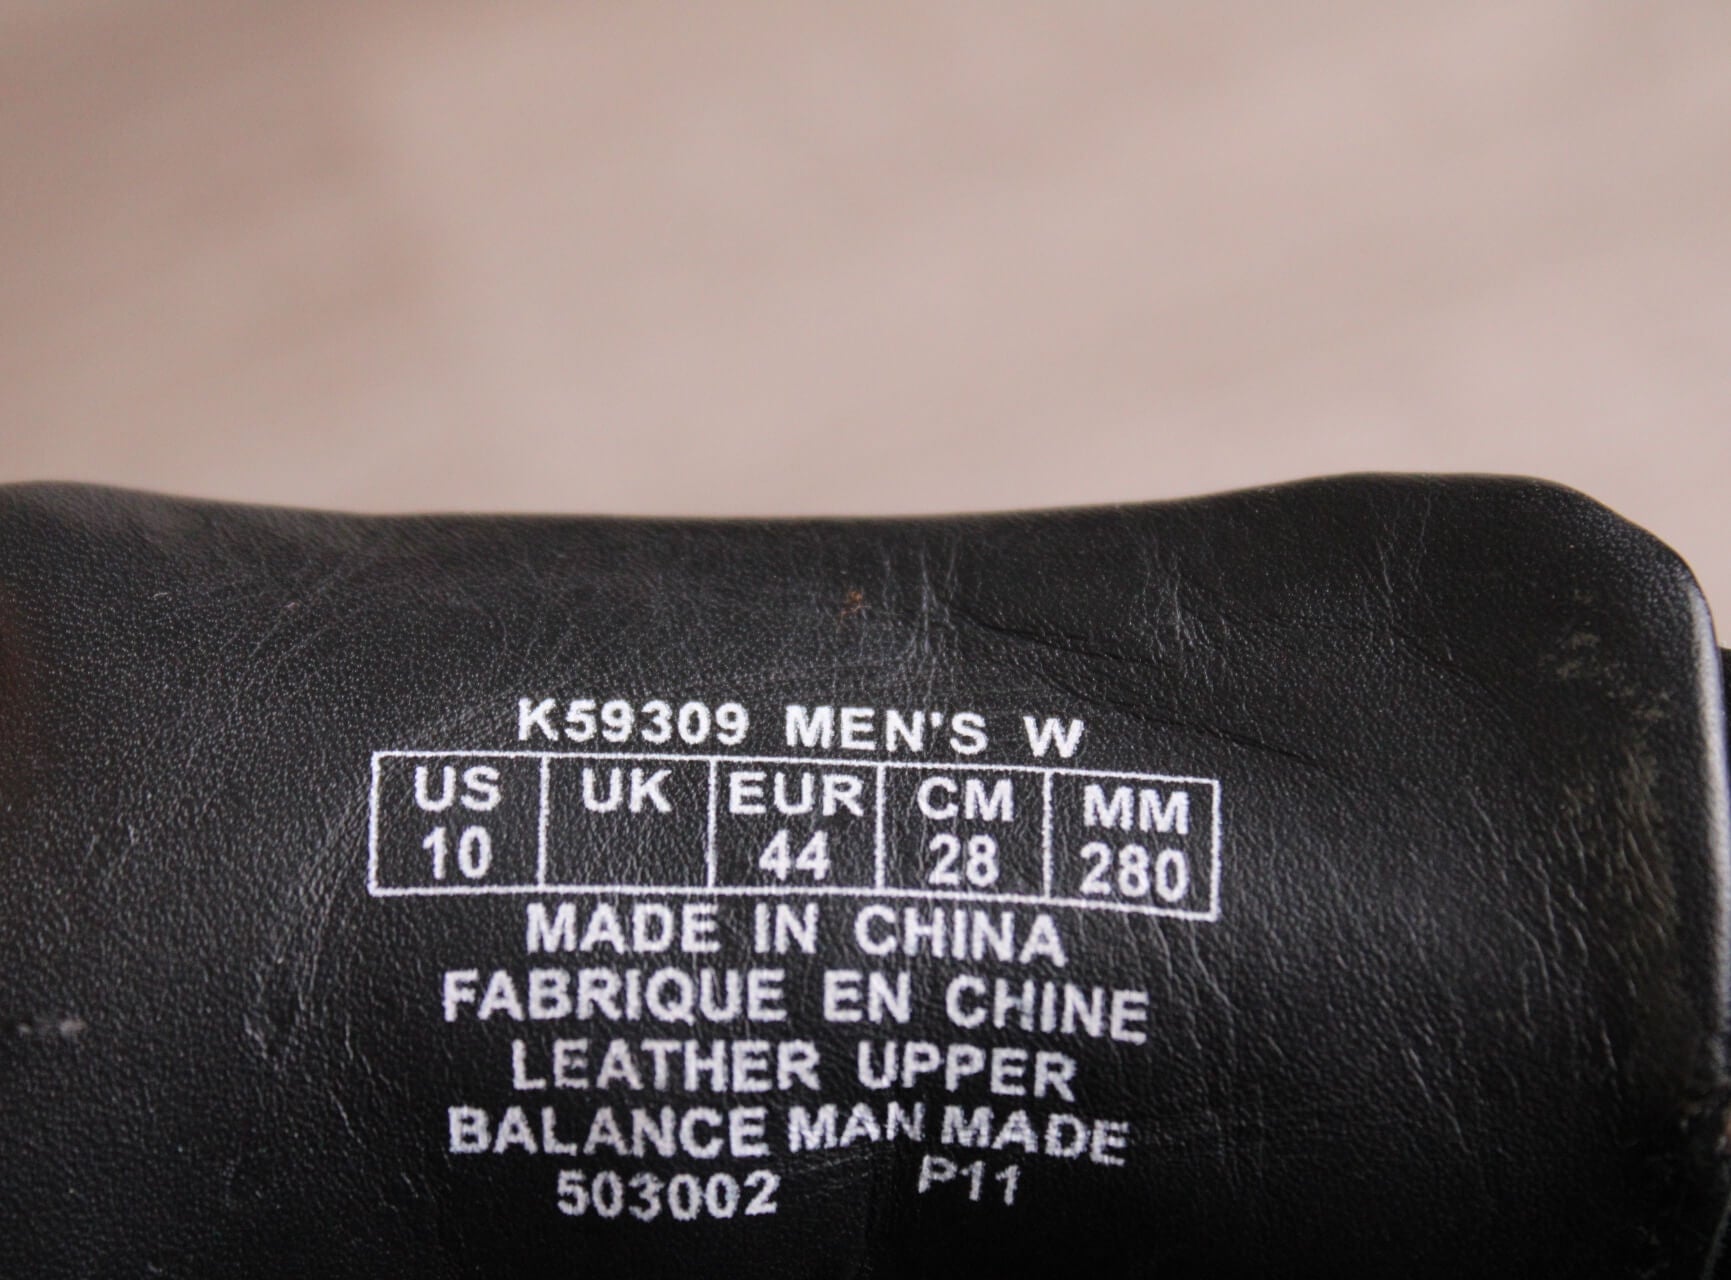 K59309 MEN'S W
US UK EUR CM MM
10 44 28 280
MADE IN CHINA
FABRIQUE EN CHINE
LEATHER UPPER
BALANCE MAN MADE
503002 P11